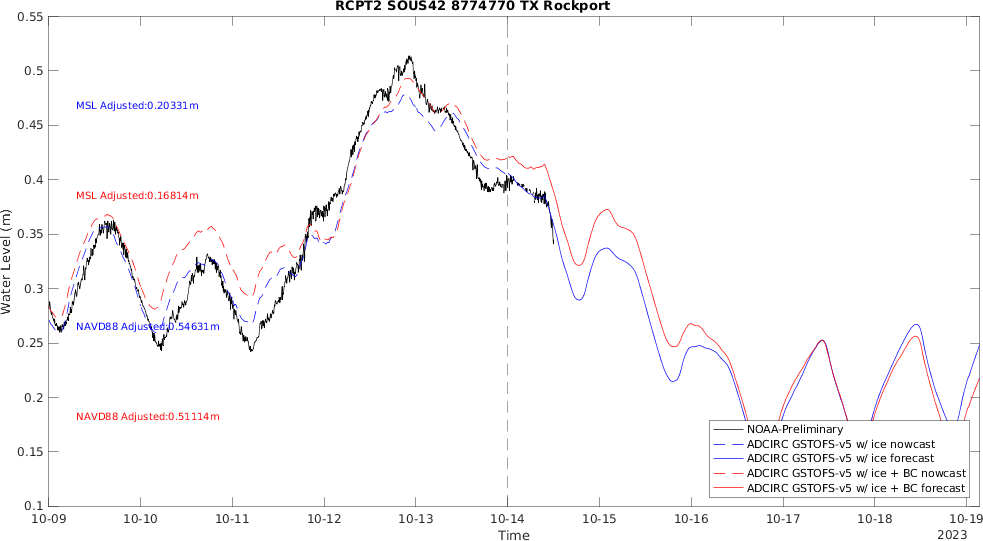 RCPT2 SOUS42 8774770 TX Rockport
0.55
0.5
0.45
0.4
0.35
0.3
0.25
0.2
0.15
0.1
Water Level (m)
MSL Adjusted:0.20331m
MSL Adjusted:0.16814m
NAVD88 Adjusted:0.54631m
NAVD88 Adjusted:0.51114m
NOAA-Preliminary
ADCIRC GSTOFS-v5 w/ ice nowcast
ADCIRC GSTOFS-v5 w/ ice forecast
ADCIRC GSTOFS-v5 w/ ice + BC nowcast
ADCIRC GSTOFS-v5 w/ ice + BC forecast
10-09 10-10 10-11 10-12 10-13 10-14 10-15 10-16 10-17 10-18 10-19
Time
2023